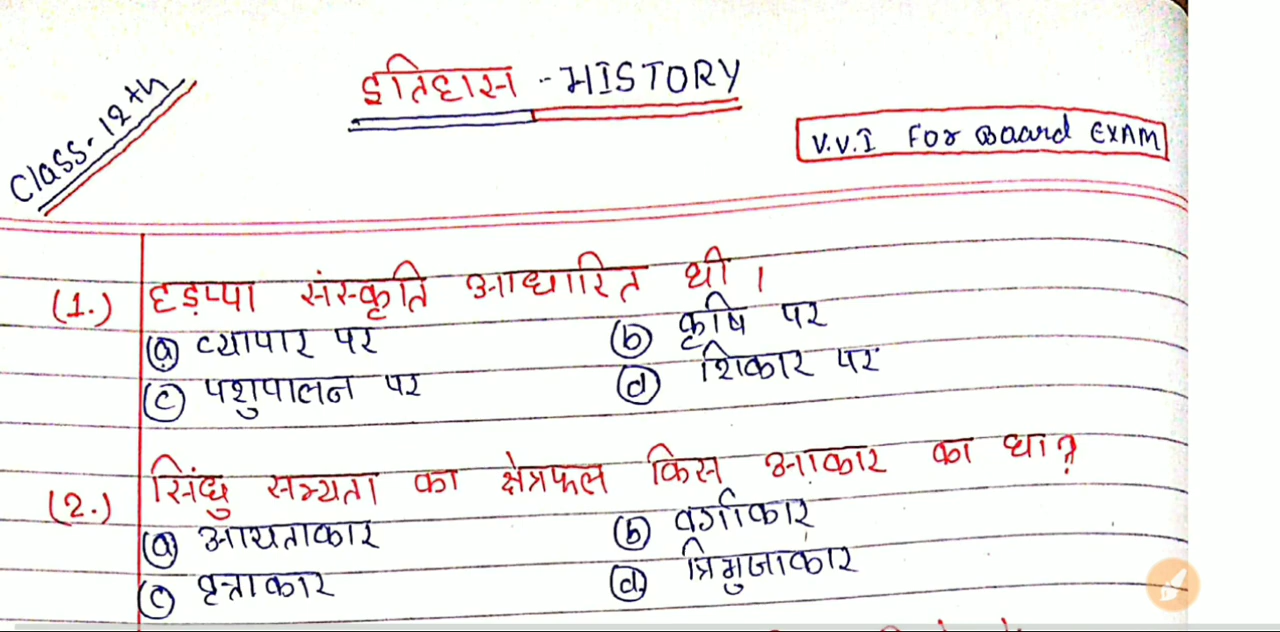 Class-12th
इतिहास - HISTORY
V.V.I For Board EXAM
(1.) हड़प्पा संस्कृति आधारित थी ।
(a) व्यापार पर (b) कृषि पर
(c) पशुपालन पर (d) शिकार पर
(2.) सिंधु सभ्यता का क्षेत्रफल किस आकार का था?
(a) आयताकार (b) वर्गाकार
(c) वृत्ताकार (d) त्रिभुजाकार